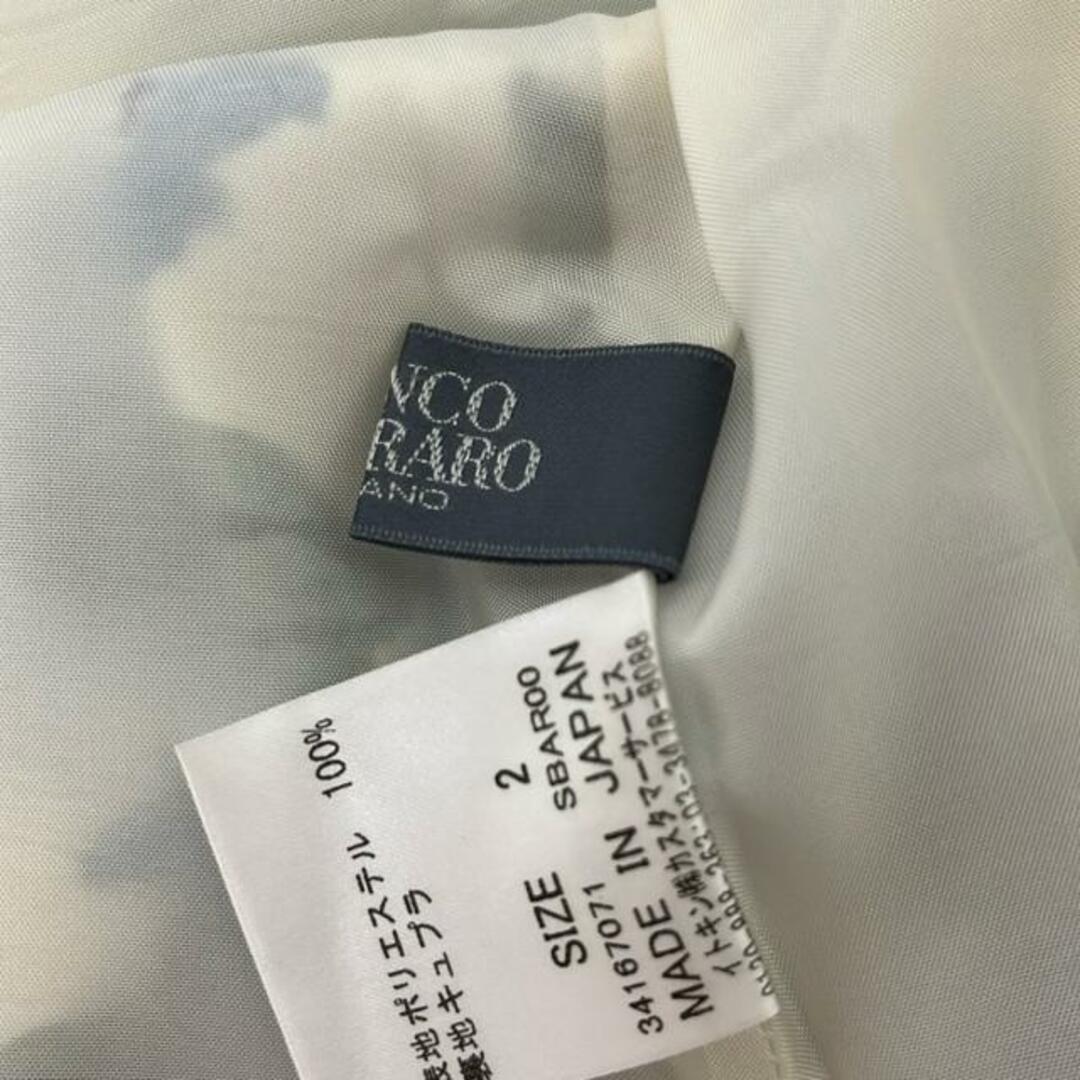 NCO
RARO
ANO
表地ポリエステル 100%
裏地キュプラ
SIZE 2
34167071 SBAR00
MADE IN JAPAN
イトキン㈱カスタマーサービス